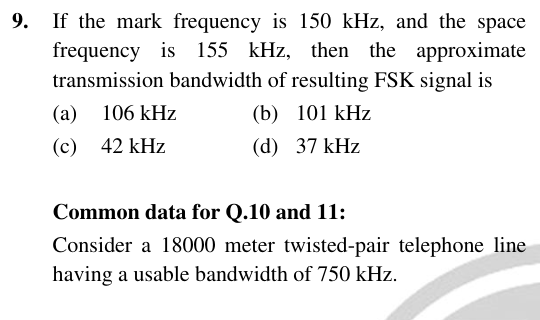 9. If the mark frequency is 150 kHz, and the space
frequency is 155 kHz, then the approximate
transmission bandwidth of resulting FSK signal is
(a) 106 kHz (b) 101 kHz
(c) 42 kHz (d) 37 kHz
Common data for Q.10 and 11:
Consider a 18000 meter twisted-pair telephone line
having a usable bandwidth of 750 kHz.